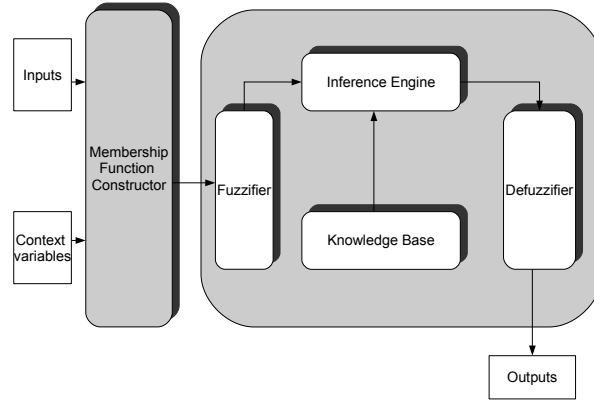 Inputs
Context
variables
Membership
Function
Constructor
Fuzzifier
Inference Engine
Knowledge Base
Defuzzifier
Outputs